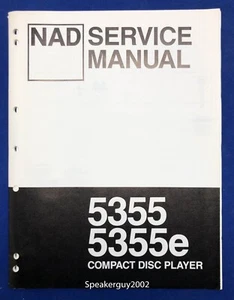 NAD SERVICE
MANUAL
5355
5355e
COMPACT DISC PLAYER
Speakerguy2002